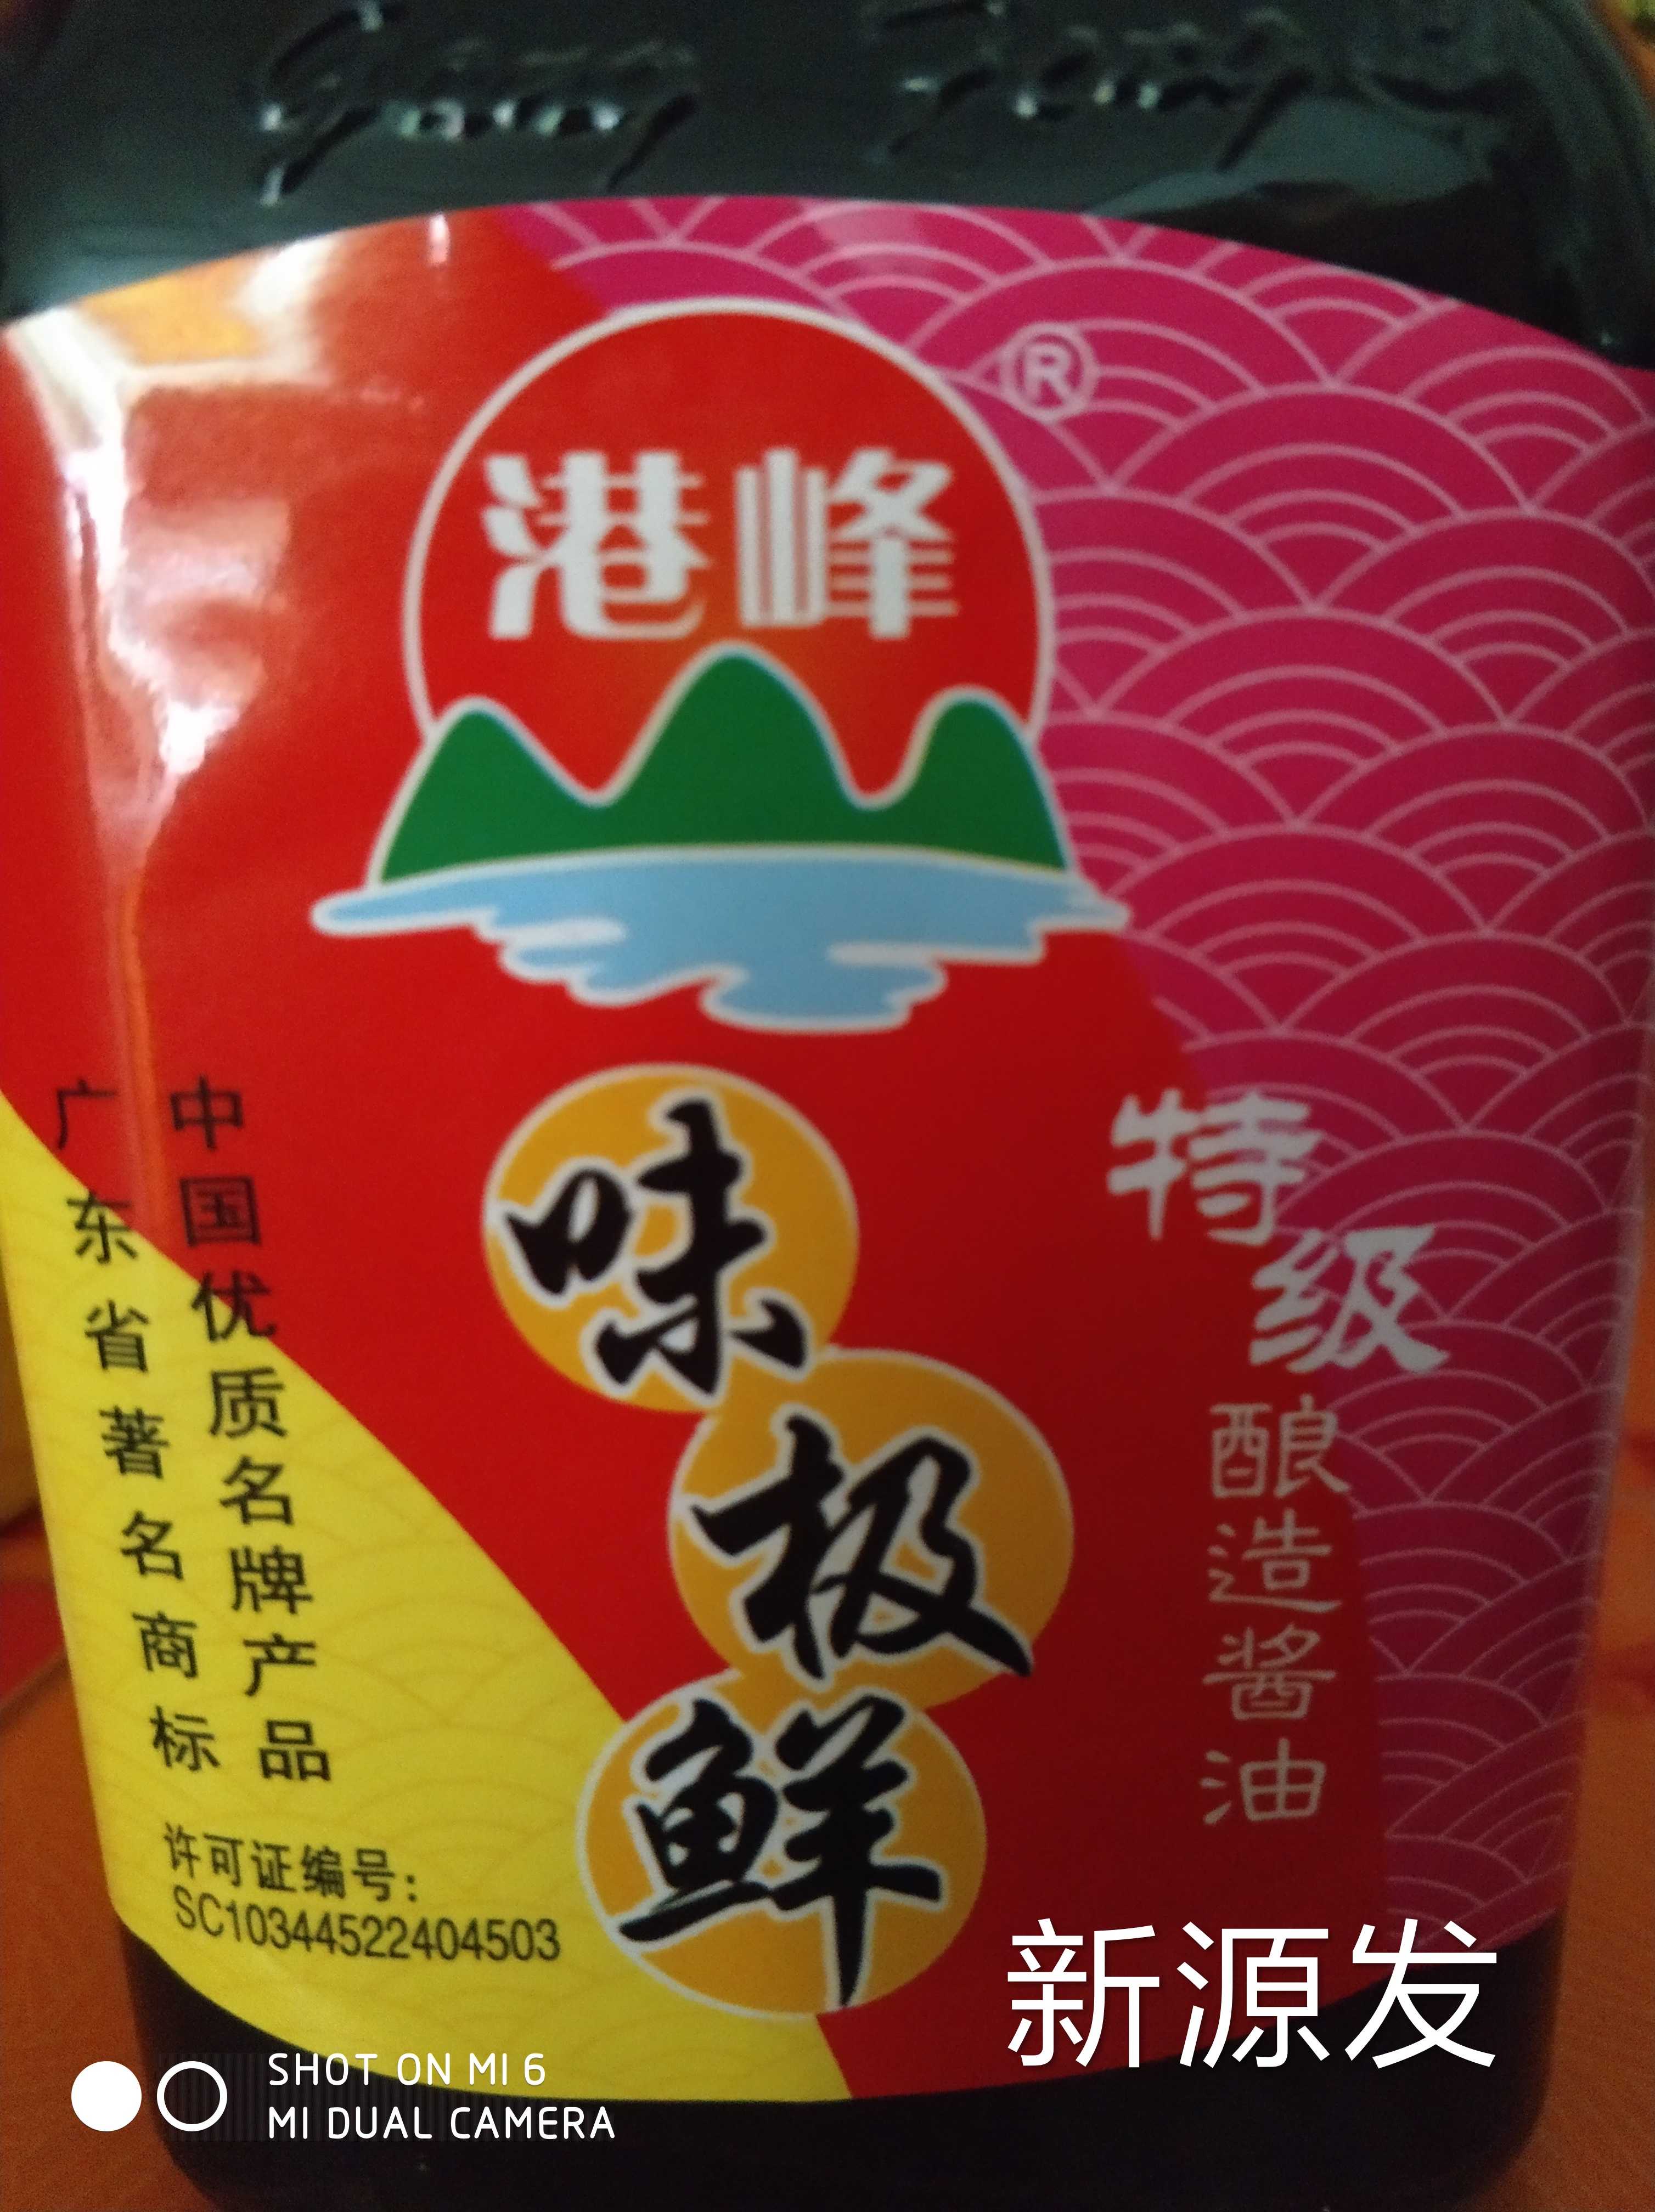 Gang Feng
港峰
®
味极鲜
特级
酿造酱油
中国优质名牌产品
广东省著名商标
许可证编号：
SC10344522404503
新源发
SHOT ON MI 6
MI DUAL CAMERA